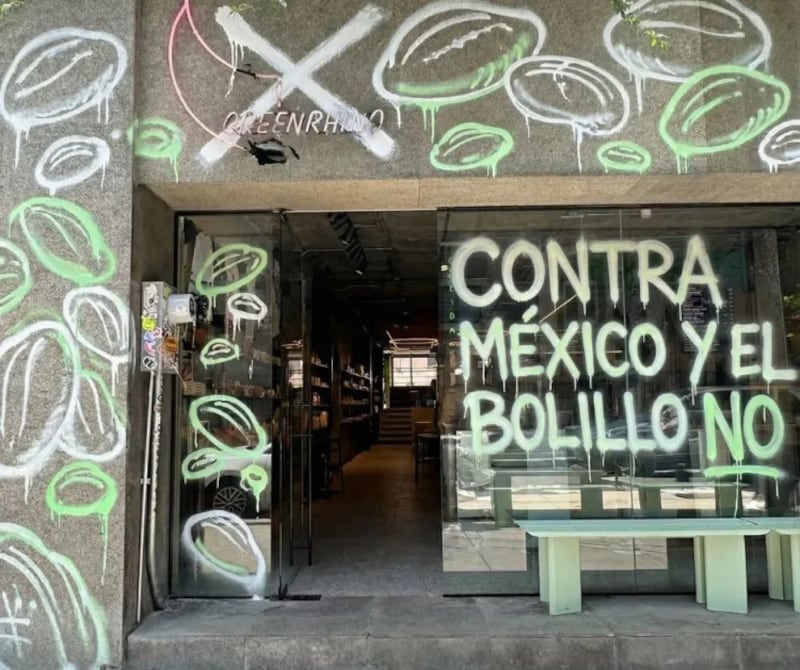 GREENRHINO
CONTRA
MÉXICO Y EL
BOLILLO NO